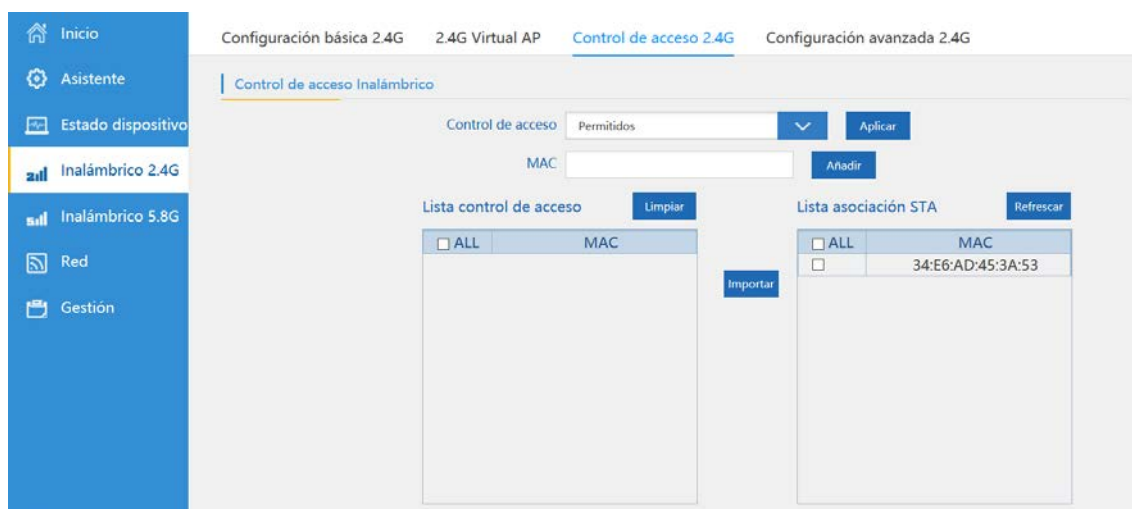 Inicio
Asistente
Estado dispositivo
Inalámbrico 2.4G
Inalámbrico 5.8G
Red
Gestión
Configuración básica 2.4G 2.4G Virtual AP Control de acceso 2.4G Configuración avanzada 2.4G
Control de acceso Inalámbrico
Control de acceso Permitidos Aplicar
MAC Añadir
Lista control de acceso Limpiar
ALL MAC
Importar
Lista asociación STA Refrescar
ALL MAC
34:E6:AD:45:3A:53